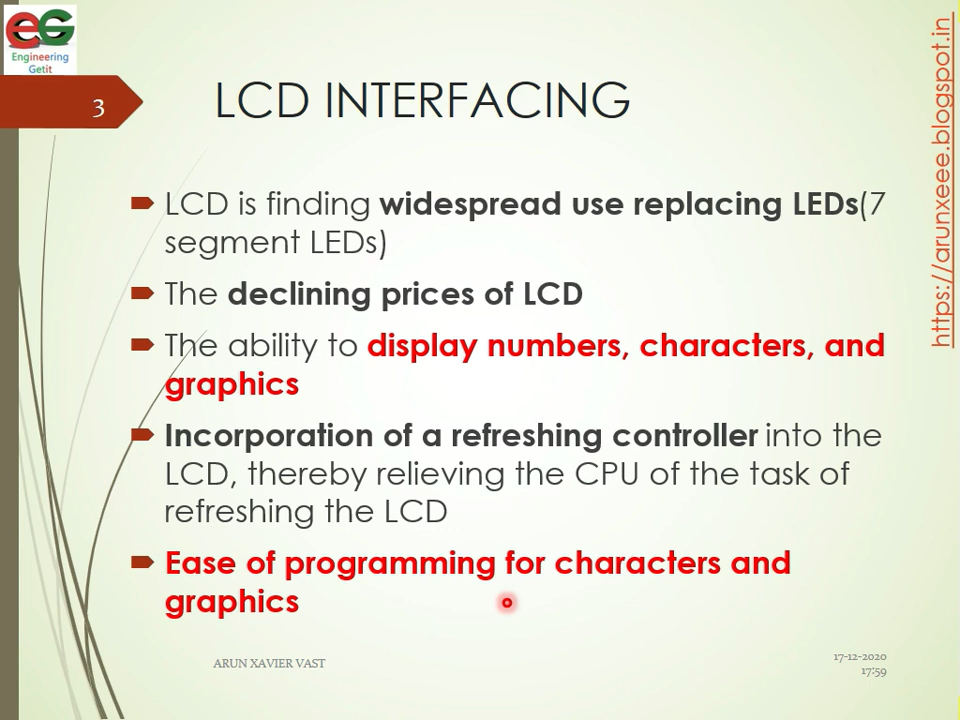 eG
Engineering
Getit
3
LCD INTERFACING
LCD is finding widespread use replacing LEDs(7
segment LEDs)
The declining prices of LCD
The ability to display numbers, characters, and
graphics
Incorporation of a refreshing controller into the
LCD, thereby relieving the CPU of the task of
refreshing the LCD
Ease of programming for characters and
graphics
ARUN XAVIER VAST
17-12-2020
17:59
https://arunxeee.blogspot.in